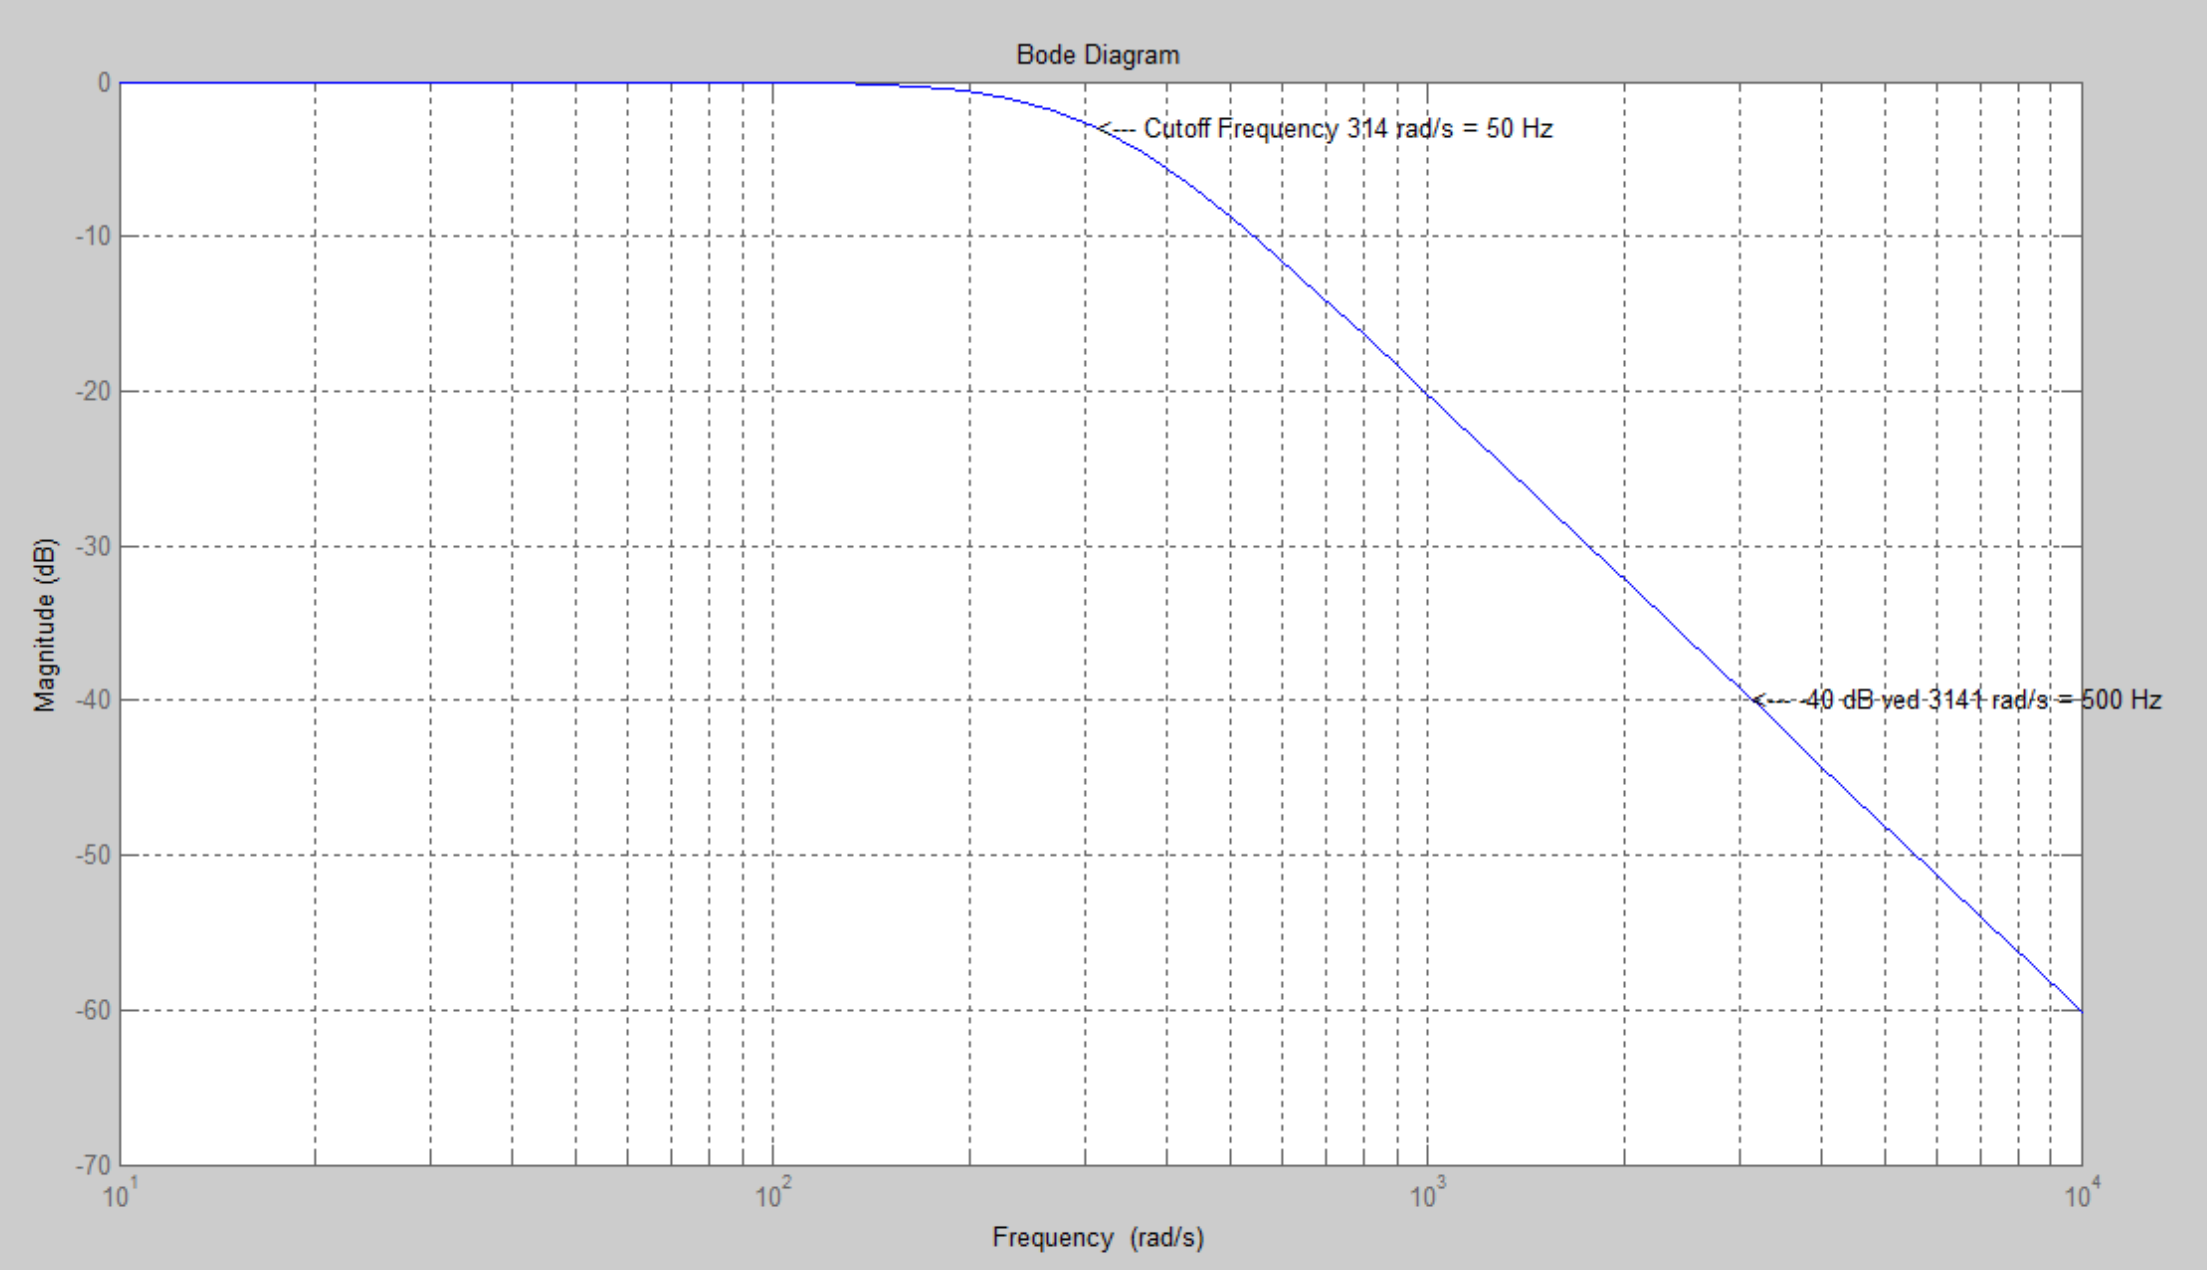 Bode Diagram
0
<--- Cutoff Frequency 314 rad/s = 50 Hz
-10
-20
-30
Magnitude (dB)
-40
<--- -40 dB ved 3141 rad/s = 500 Hz
-50
-60
-70
10^1
10^2
10^3
10^4
Frequency (rad/s)